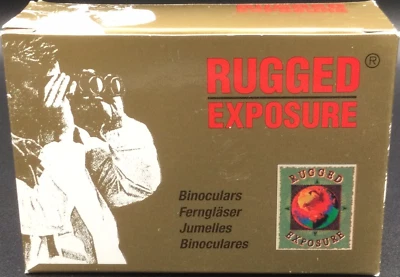 RUGGED®
EXPOSURE
Binoculars
Ferngläser
Jumelles
Binoculares
RUGGED
EXPOSURE